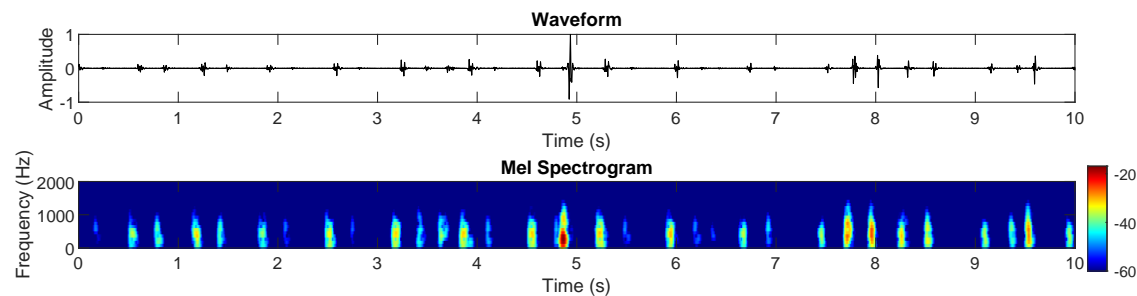 Waveform
Amplitude
1
0
-1
0 1 2 3 4 5 6 7 8 9 10
Time (s)
Mel Spectrogram
Frequency (Hz)
2000
1000
0
0 1 2 3 4 5 6 7 8 9 10
Time (s)
-20
-40
-60